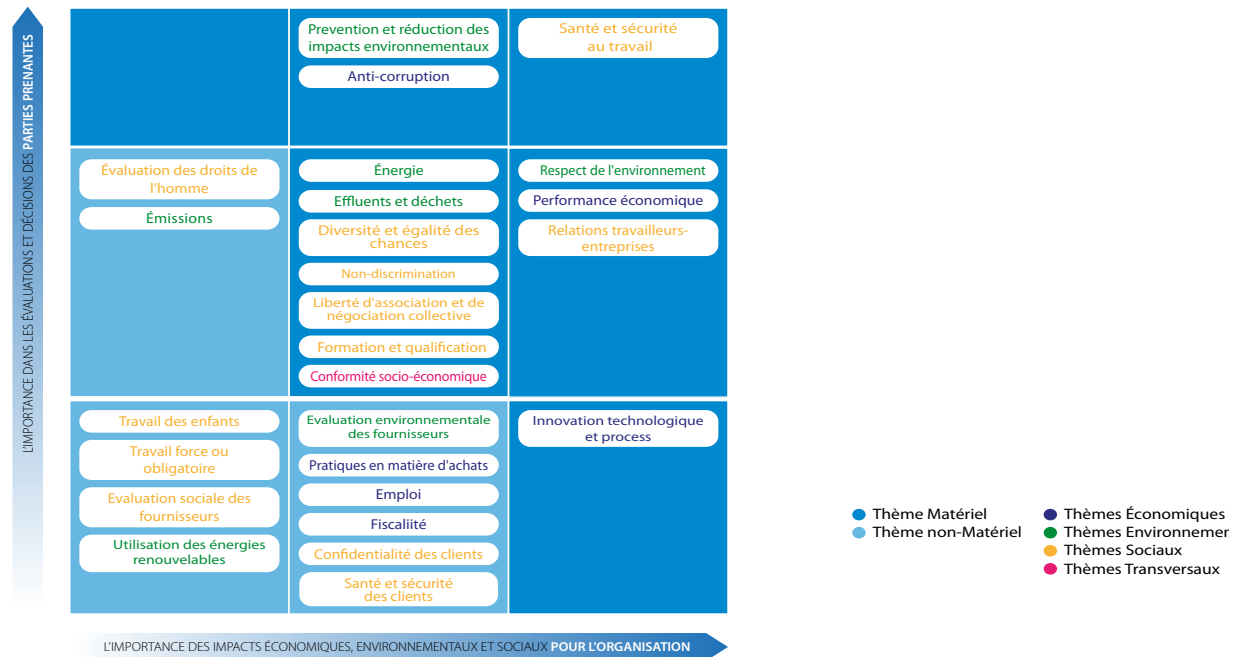 L'IMPORTANCE DANS LES ÉVALUATIONS ET DÉCISIONS DES PARTIES PRENANTES
Prevention et réduction des
impacts environnementaux
Anti-corruption
Santé et sécurité
au travail
Évaluation des droits de
l'homme
Émissions
Énergie
Effluents et déchets
Diversité et égalité des
chances
Non-discrimination
Liberté d'association et de
négociation collective
Formation et qualification
Conformité socio-économique
Respect de l'environnement
Performance économique
Relations travailleurs-
entreprises
Travail des enfants
Travail force ou
obligatoire
Evaluation sociale des
fournisseurs
Utilisation des énergies
renouvelables
Evaluation environnementale
des fournisseurs
Pratiques en matière d'achats
Emploi
Fiscaliité
Confidentialité des clients
Santé et sécurité
des clients
Innovation technologique
et process
Thème Matériel
Thème non-Matériel
Thèmes Économiques
Thèmes Environnemer
Thèmes Sociaux
Thèmes Transversaux
L'IMPORTANCE DES IMPACTS ÉCONOMIQUES, ENVIRONNEMENTAUX ET SOCIAUX POUR L'ORGANISATION